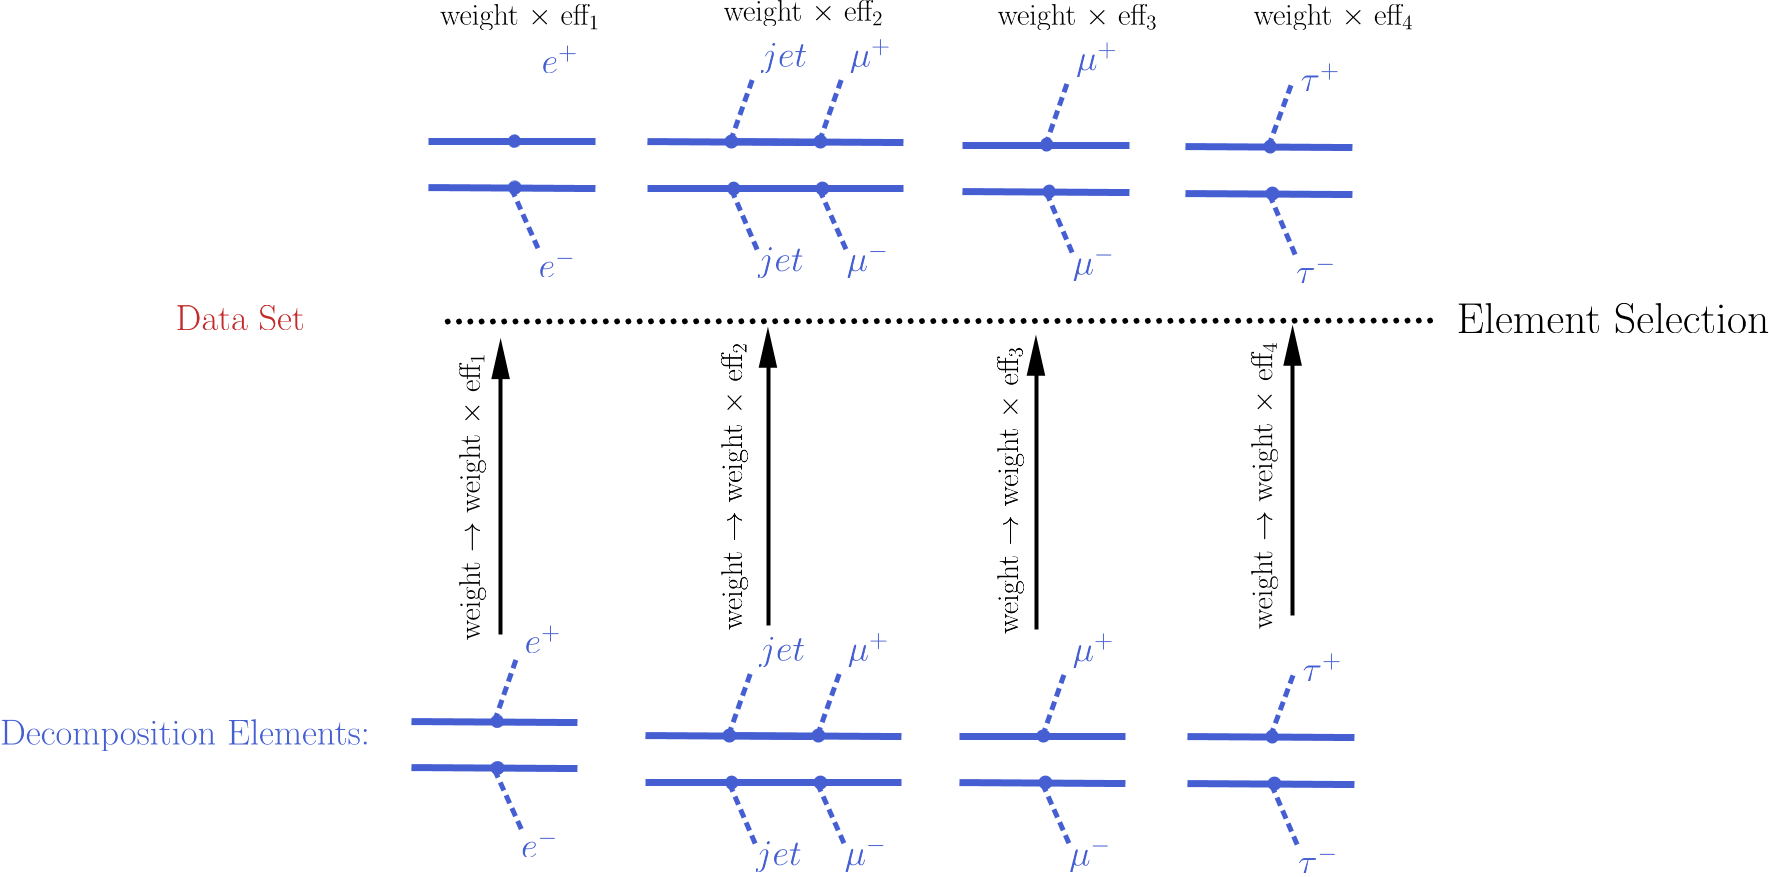 weight × eff₁ weight × eff₂ weight × eff₃ weight × eff₄
e⁺ jet μ⁺ μ⁺ τ⁺
e⁻ jet μ⁻ μ⁻ τ⁻
Data Set Element Selection
weight → weight × eff₁
weight → weight × eff₂
weight → weight × eff₃
weight → weight × eff₄
e⁺ jet μ⁺ μ⁺ τ⁺
Decomposition Elements:
e⁻ jet μ⁻ μ⁻ τ⁻